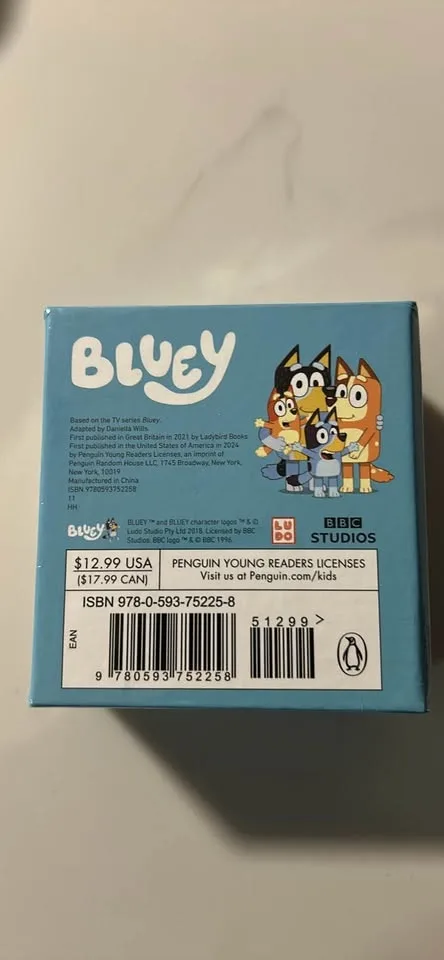 BLUEY
Based on the TV series Bluey.
Adapted by Daniella Wills
First published in Great Britain in 2021 by Ladybird Books
First published in the United States of America in 2024
by Penguin Young Readers Licenses, an imprint of
Penguin Random House LLC, 1745 Broadway, New York,
New York, 10019
Manufactured in China
ISBN 9780593752258
11
HH
BLUEY
BLUEY ™ and BLUEY character logos ™ & ©
Ludo Studio Pty Ltd 2018. Licensed by BBC
Studios. BBC logo ™ & © BBC 1996.
LUDO
BBC
STUDIOS
$12.99 USA
($17.99 CAN)
PENGUIN YOUNG READERS LICENSES
Visit us at Penguin.com/kids
ISBN 978-0-593-75225-8
51299>
EAN
9 780593 752258